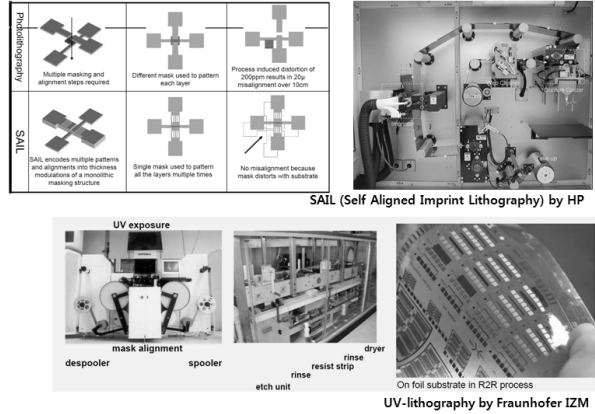 Photolithography
Multiple masking and
alignment steps required
Different mask used to pattern
each layer
Process induced distortion of
200ppm results in 20μ
misalignment over 10cm
SAIL
SAIL encodes multiple patterns
and alignments into thickness
modulations of a monolithic
masking structure
Single mask used to pattern
all the layers multiple times
No misalignment because
mask distorts with substrate
SAIL (Self Aligned Imprint Lithography) by HP
UV exposure
mask alignment
despooler
spooler
dryer
rinse
resist strip
rinse
etch unit
On foil substrate in R2R process
UV-lithography by Fraunhofer IZM